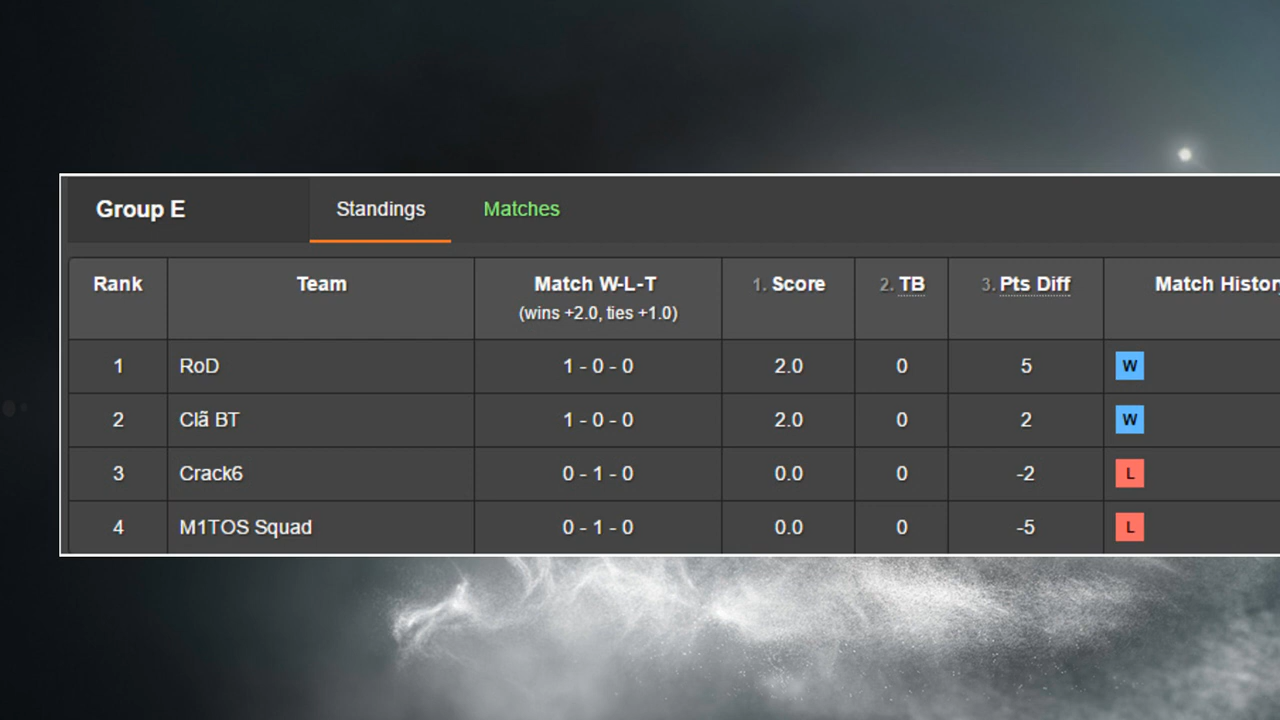 Group E Standings Matches
Rank Team Match W-L-T 1. Score 2. TB 3. Pts Diff Match
(wins +2.0, ties +1.0)
1 RoD 1 - 0 - 0 2.0 0 5 W
2 Clã BT 1 - 0 - 0 2.0 0 2 W
3 Crack6 0 - 1 - 0 0.0 0 -2 L
4 M1TOS Squad 0 - 1 - 0 0.0 0 -5 L